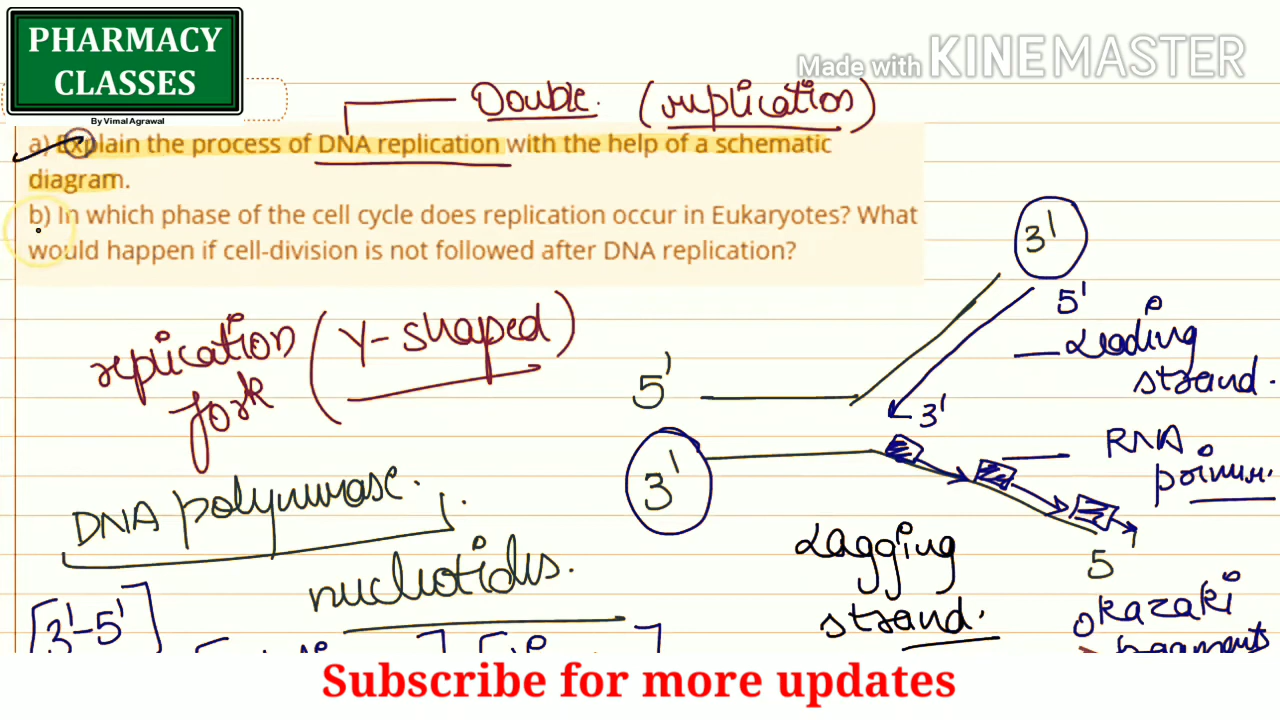 PHARMACY
CLASSES
By Vimal Agrawal
Made with KINEMASTER
Double. (replication)
a) Explain the process of DNA replication with the help of a schematic
diagram.
b) In which phase of the cell cycle does replication occur in Eukaryotes? What
would happen if cell-division is not followed after DNA replication?
replication
fork
(Y-shaped)
3'
5'
Leading
strand.
5'
3'
3'
RNA
primer.
DNA polymerase.
nucleotides.
Lagging
strand.
5
Okazaki
fragments
[3'-5']
Subscribe for more updates